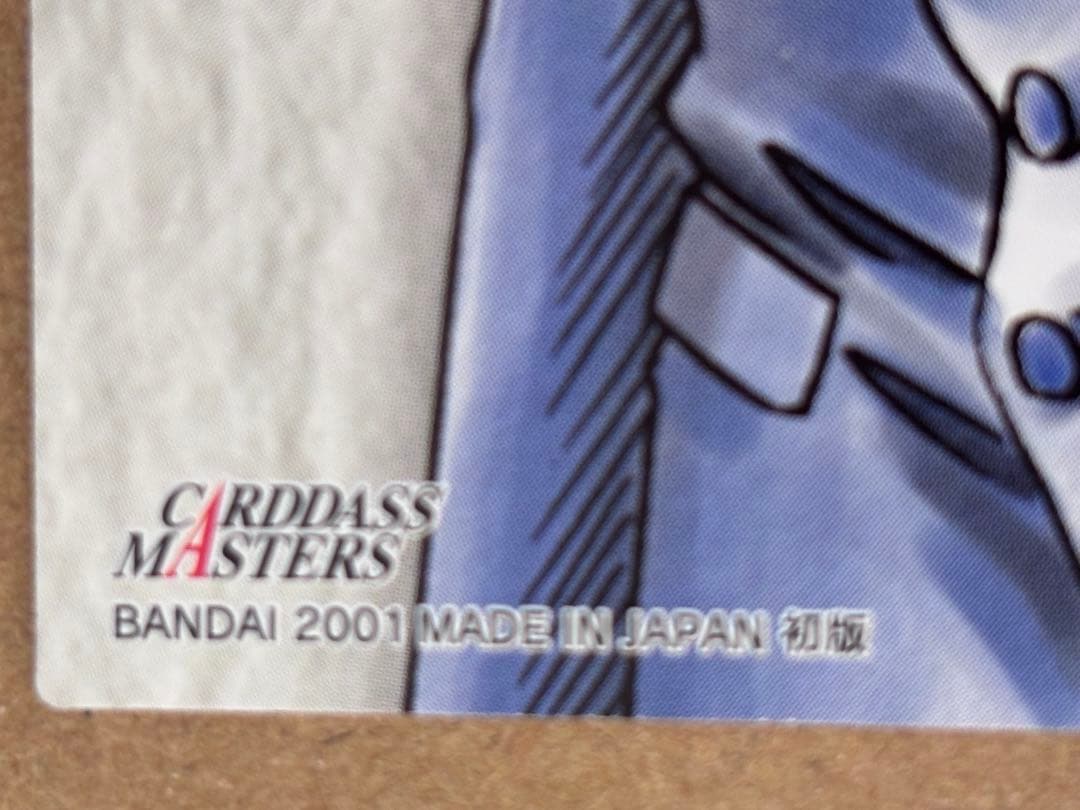 CARDDASS
MASTERS
BANDAI 2001 MADE IN JAPAN 初版